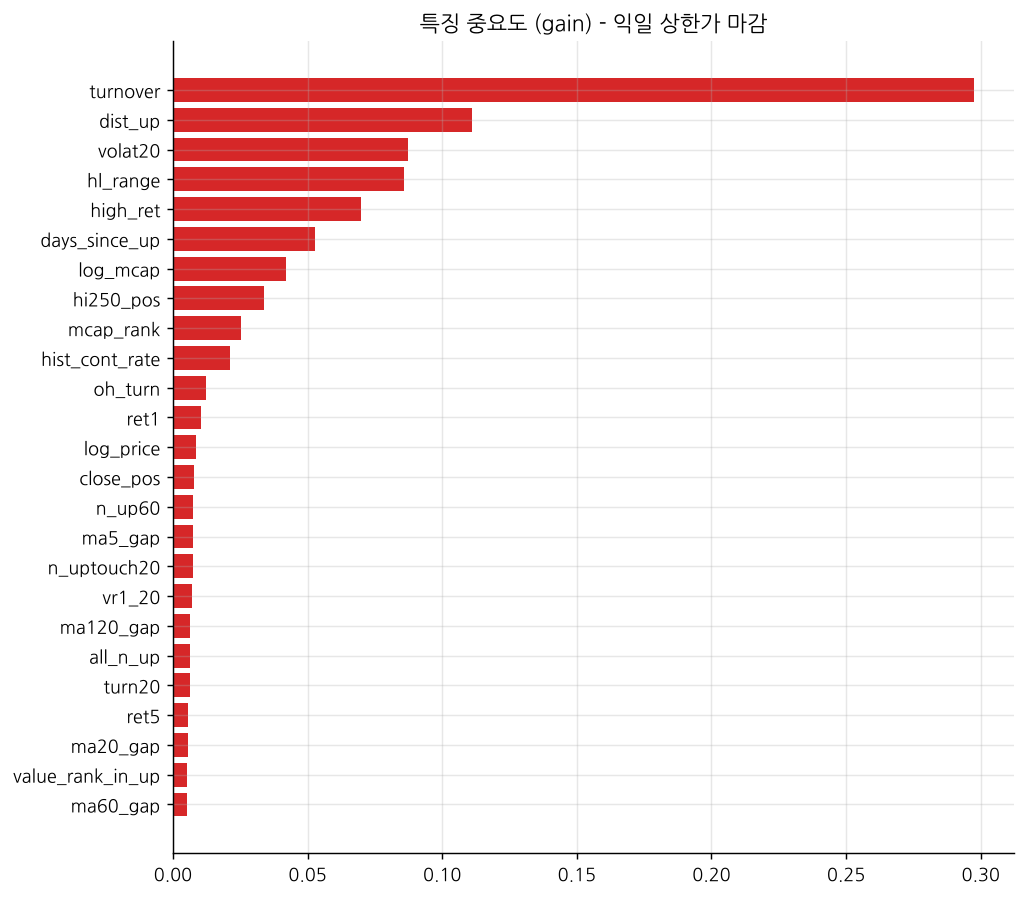 특징 중요도 (gain) - 익일 상한가 마감
turnover
dist_up
volat20
hl_range
high_ret
days_since_up
log_mcap
hi250_pos
mcap_rank
hist_cont_rate
oh_turn
ret1
log_price
close_pos
n_up60
ma5_gap
n_uptouch20
vr1_20
ma120_gap
all_n_up
turn20
ret5
ma20_gap
value_rank_in_up
ma60_gap
0.00 0.05 0.10 0.15 0.20 0.25 0.30